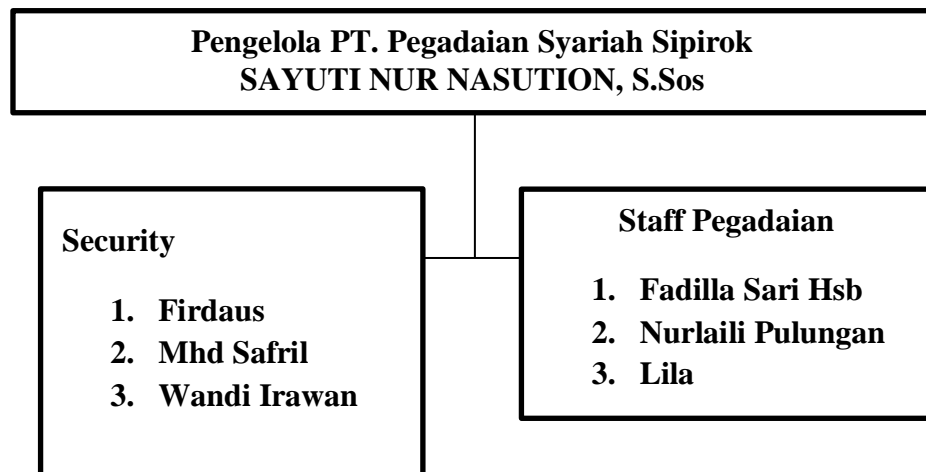 Pengelola PT. Pegadaian Syariah Sipirok
SAYUTI NUR NASUTION, S.Sos
Security
1. Firdaus
2. Mhd Safril
3. Wandi Irawan
Staff Pegadaian
1. Fadilla Sari Hsb
2. Nurlaili Pulungan
3. Lila